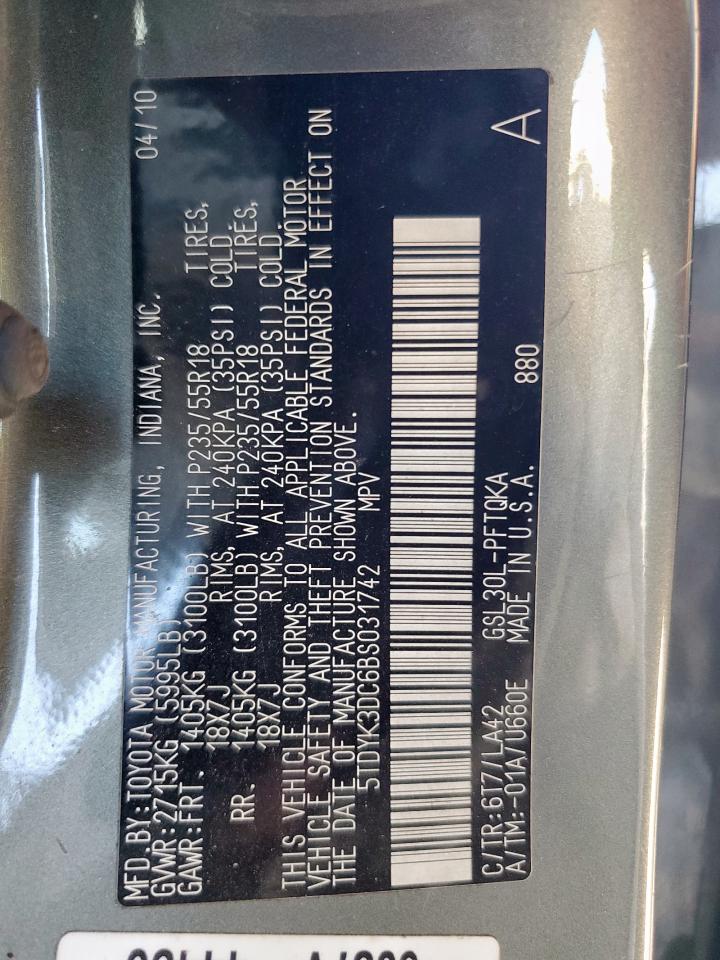 MFD.BY:TOYOTA MOTOR MANUFACTURING, INDIANA, INC. 04/10
GVWR:2715KG (5995LB)
GAWR:FRT. 1405KG (3100LB) WITH P235/55R18 TIRES,
18X7J RIMS, AT 240KPA (35PSI) COLD.
RR. 1405KG (3100LB) WITH P235/55R18 TIRES,
18X7J RIMS, AT 240KPA (35PSI) COLD.
THIS VEHICLE CONFORMS TO ALL APPLICABLE FEDERAL MOTOR
VEHICLE SAFETY AND THEFT PREVENTION STANDARDS IN EFFECT ON
THE DATE OF MANUFACTURE SHOWN ABOVE.
5TDYK3DC6BS031742 MPV
A
C/TR:6T7/LA42 GSL30L-PFTQKA
A/TM:-01A/U660E MADE IN U.S.A. 880